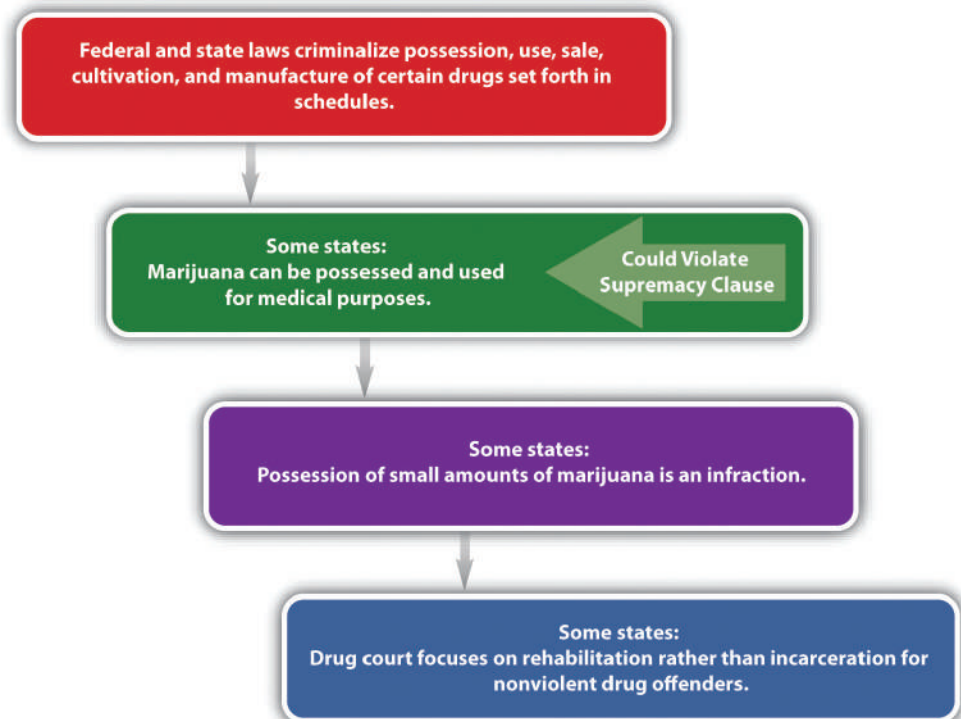 Federal and state laws criminalize possession, use, sale,
cultivation, and manufacture of certain drugs set forth in
schedules.
Some states:
Marijuana can be possessed and used
for medical purposes.
Could Violate
Supremacy Clause
Some states:
Possession of small amounts of marijuana is an infraction.
Some states:
Drug court focuses on rehabilitation rather than incarceration for
nonviolent drug offenders.